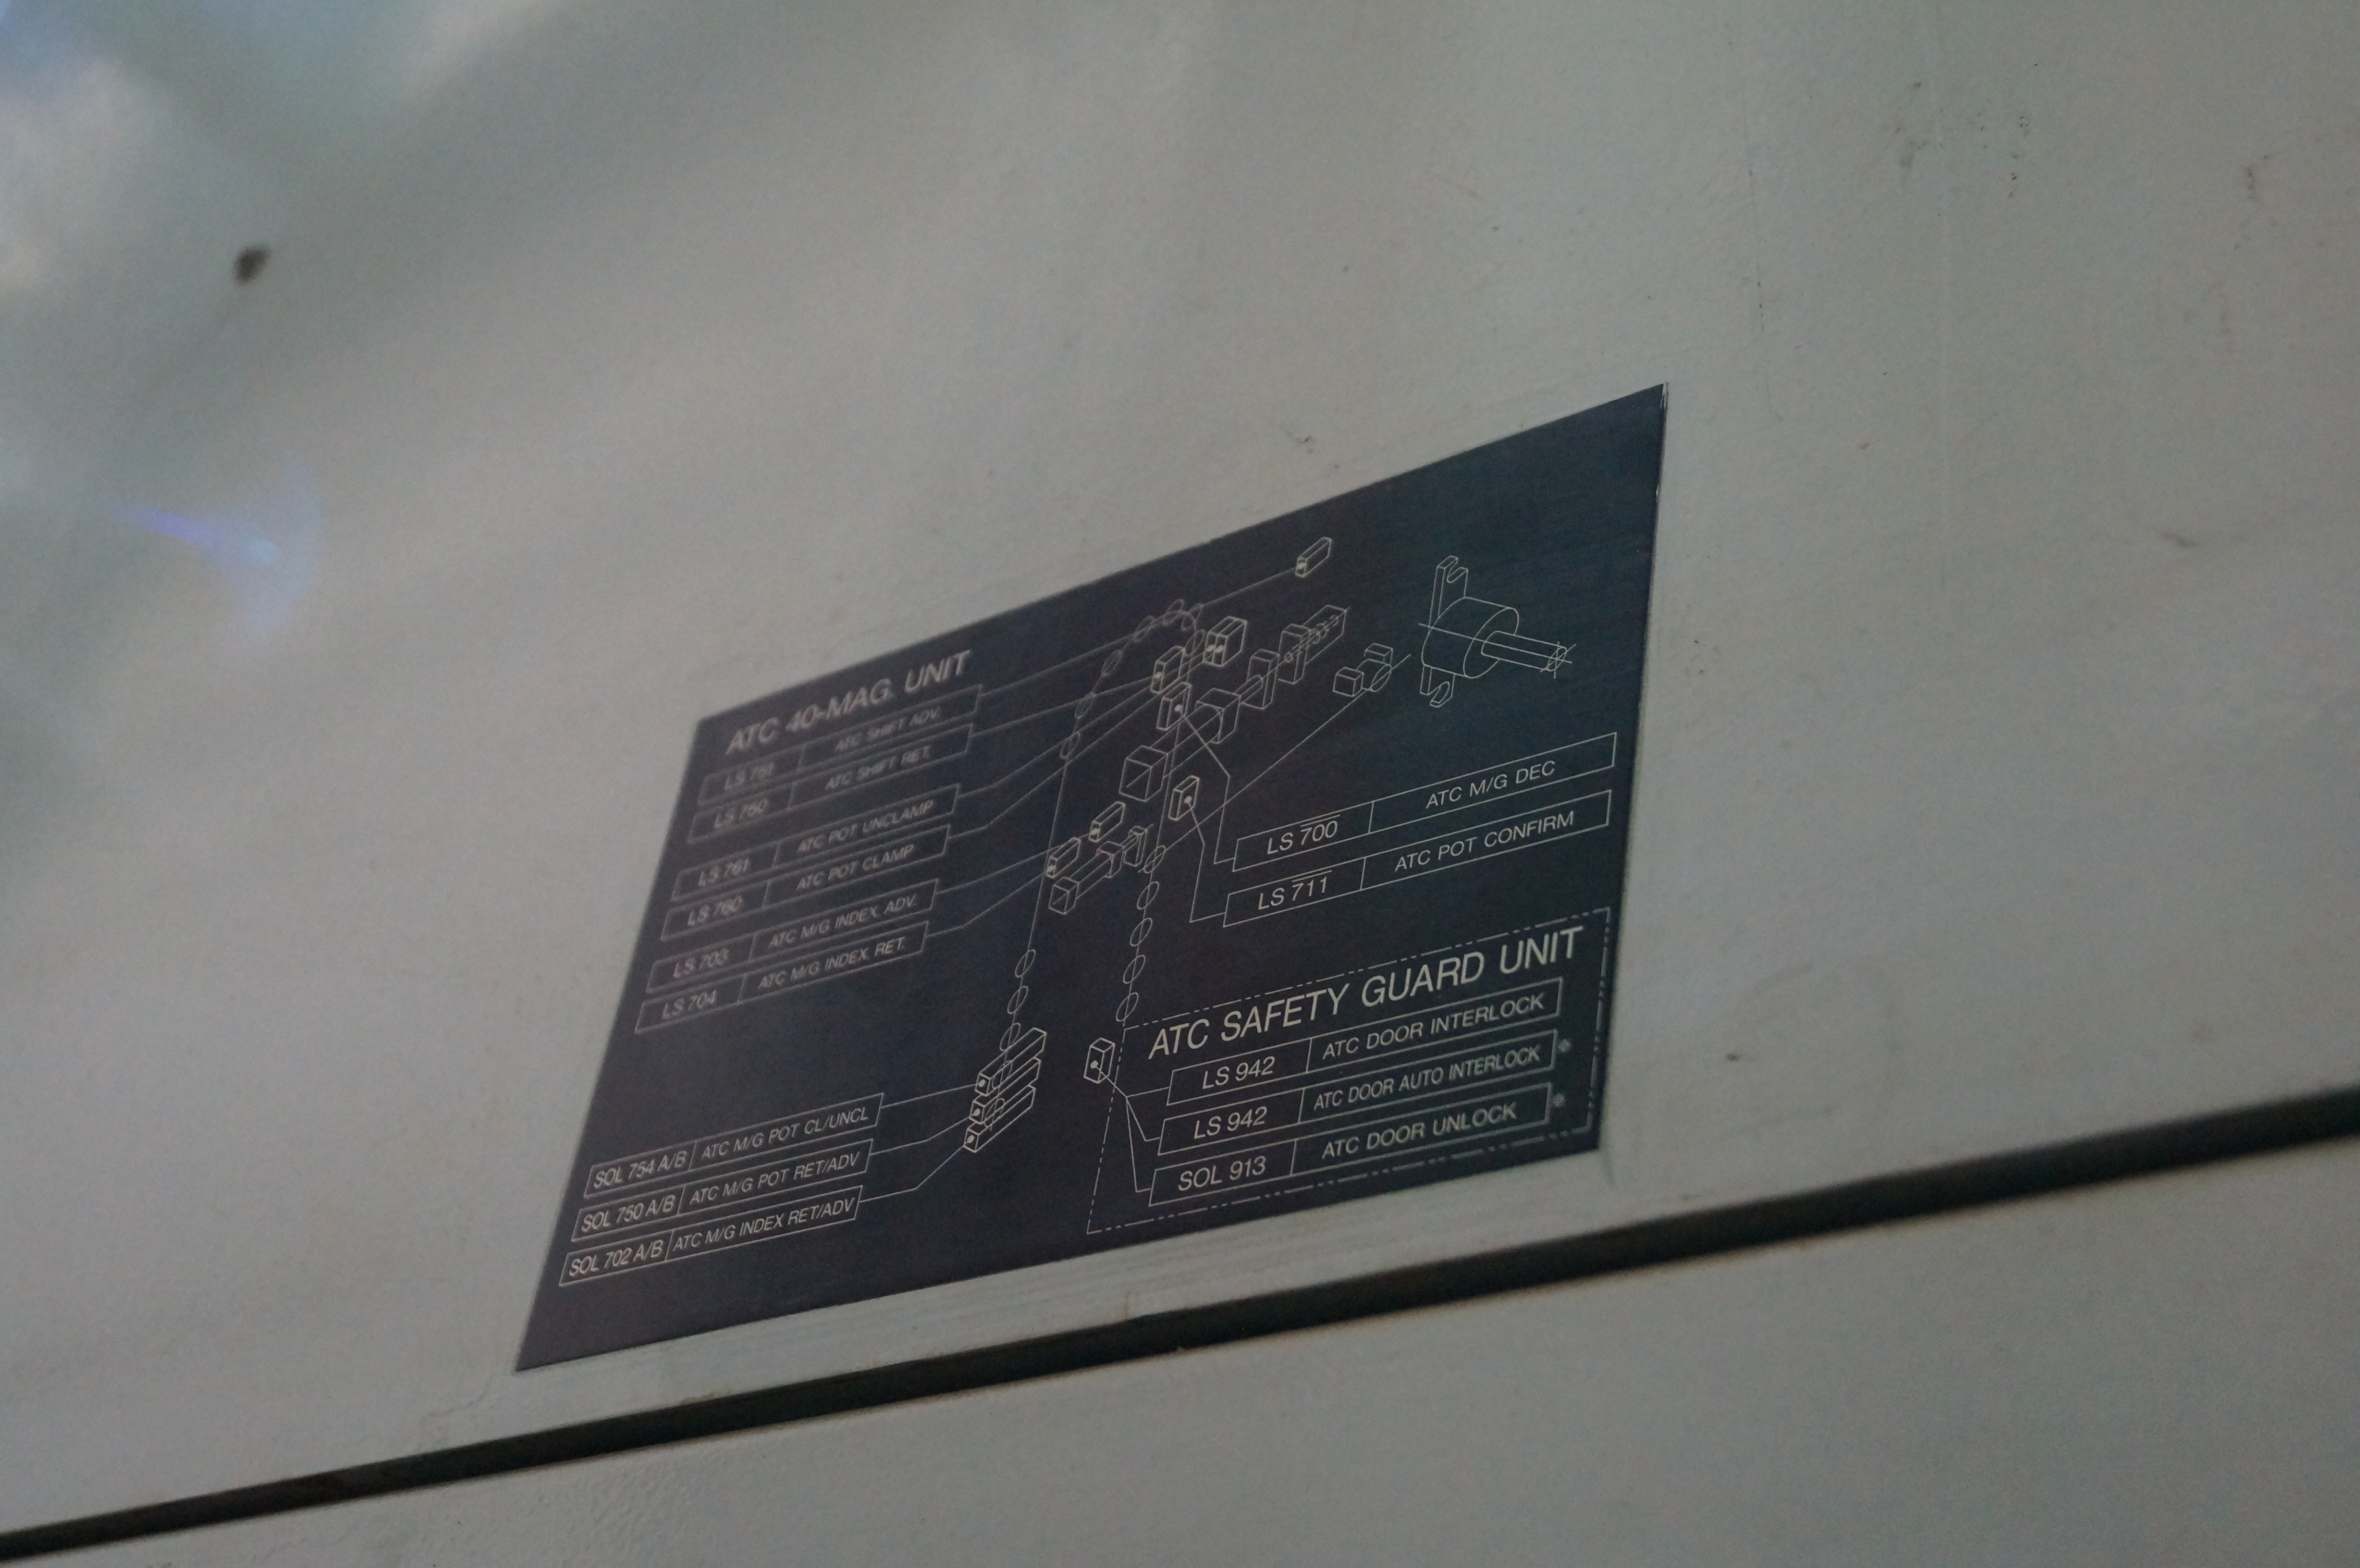 ATC 40-MAG. UNIT
LS 751 ATC SHIFT ADV.
LS 750 ATC SHIFT RET.
LS 761 ATC POT UNCLAMP
LS 760 ATC POT CLAMP
LS 703 ATC M/G INDEX. ADV.
LS 704 ATC M/G INDEX. RET.
SOL 754 A/B ATC M/G POT CL/UNCL
SOL 750 A/B ATC M/G POT RET/ADV
SOL 702 A/B ATC M/G INDEX RET/ADV
LS 700 ATC M/G DEC
LS 711 ATC POT CONFIRM
ATC SAFETY GUARD UNIT
LS 942 ATC DOOR INTERLOCK
LS 942 ATC DOOR AUTO INTERLOCK *
SOL 913 ATC DOOR UNLOCK *